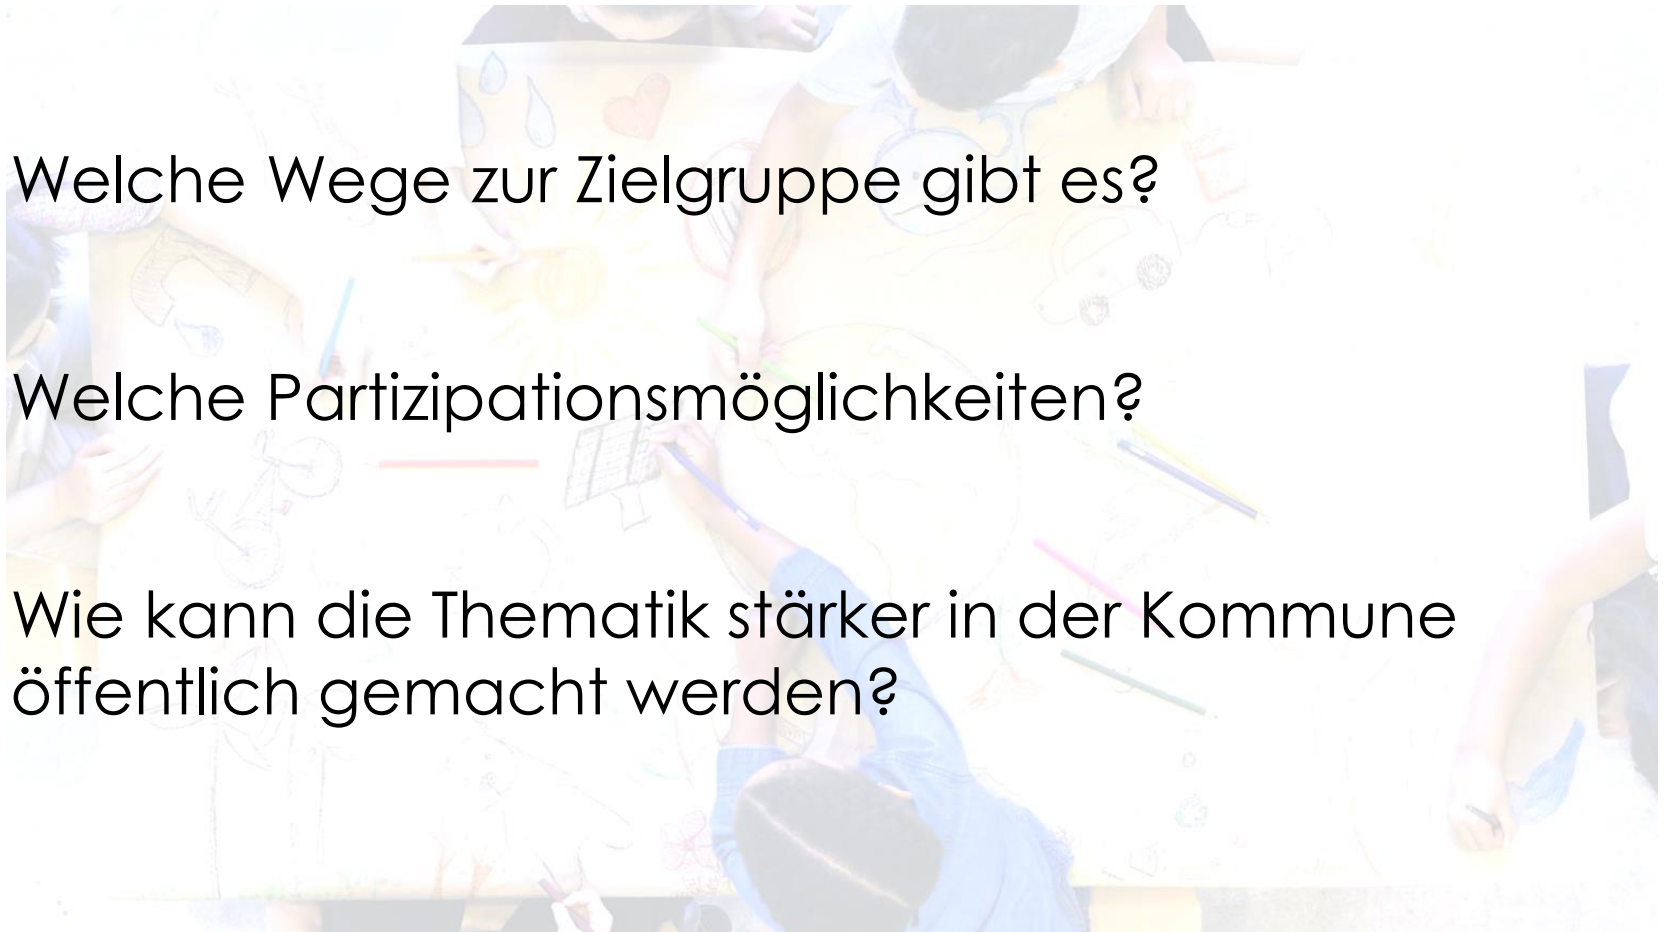 Welche Wege zur Zielgruppe gibt es?
Welche Partizipationsmöglichkeiten?
Wie kann die Thematik stärker in der Kommune
öffentlich gemacht werden?